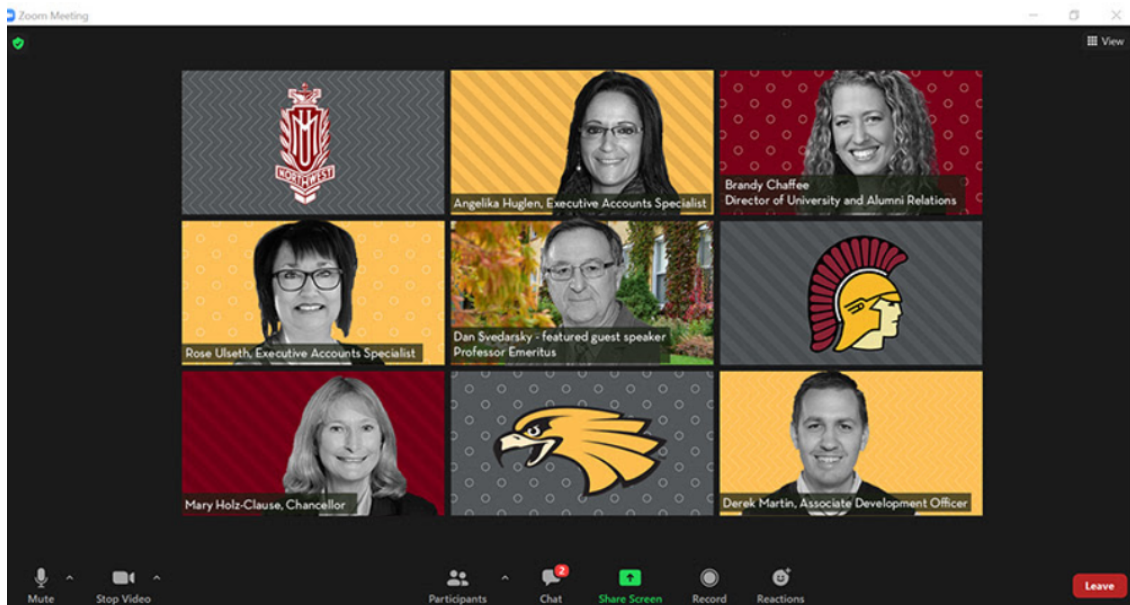 Zoom Meeting
View
NORTHWEST
Angelika Huglen, Executive Accounts Specialist
Brandy Chaffee
Director of University and Alumni Relations
Rose Ulseth, Executive Accounts Specialist
Dan Svedarsky - featured guest speaker
Professor Emeritus
Mary Holz-Clause, Chancellor
Derek Martin, Associate Development Officer
2
Mute
Stop Video
Participants
Chat
Share Screen
Record
Reactions
Leave